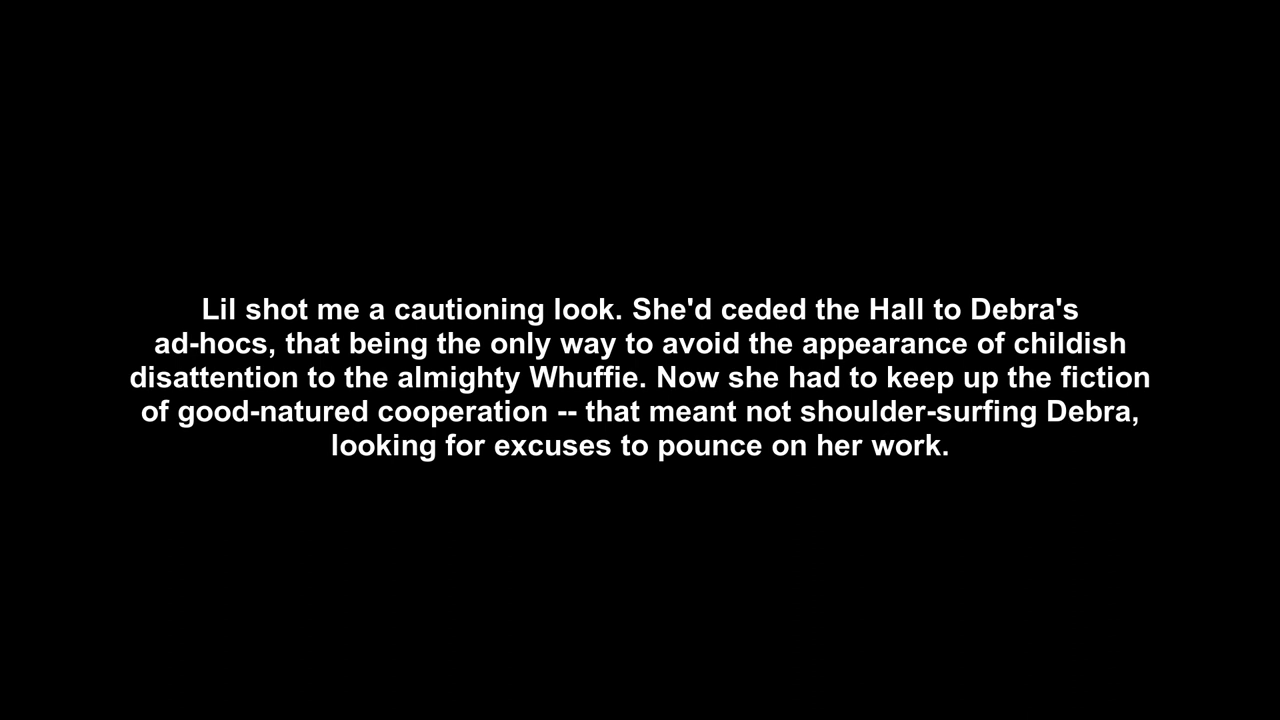 Lil shot me a cautioning look. She'd ceded the Hall to Debra's
ad-hocs, that being the only way to avoid the appearance of childish
disattention to the almighty Whuffie. Now she had to keep up the fiction
of good-natured cooperation -- that meant not shoulder-surfing Debra,
looking for excuses to pounce on her work.